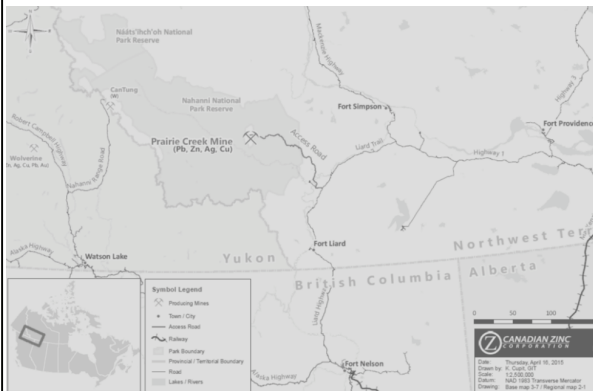 Nááts'ihch'oh National
Park Reserve
Mackenzie Highway
Highway 3
CanTung
(W)
Nahanni National
Park Reserve
Fort Simpson
Fort Providence
Robert Campbell Highway
Prairie Creek Mine
(Pb, Zn, Ag, Cu)
Access Road
Liard Trail
Highway 1
Wolverine
Nahanni Range Road
Alaska Highway
Watson Lake
Fort Liard
Yukon
Northwest Terr
British Columbia
Alberta
Liard Highway
Fort Nelson
Alaska Highway
Symbol Legend
Producing Mines
Town / City
Access Road
Railway
Park Boundary
Provincial / Territorial Boundary
Road
Lakes / Rivers
0 50 100
CANADIAN ZINC
CORPORATION
Date: Thursday, April 16, 2015
Drawn by: K. Cupit, GIT
Scale: 1:2,500,000
Datum: NAD 1983 Transverse Mercator
Drawing: Base map 3-7 / Regional map 2-1